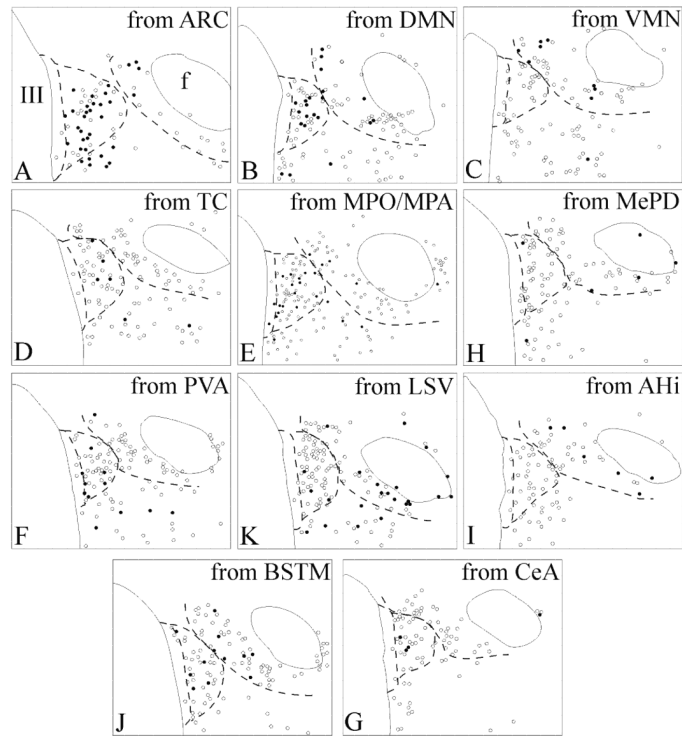 from ARC
III
f
A
from DMN
B
from VMN
C
from TC
D
from MPO/MPA
E
from MePD
H
from PVA
F
from LSV
K
from AHi
I
from BSTM
J
from CeA
G